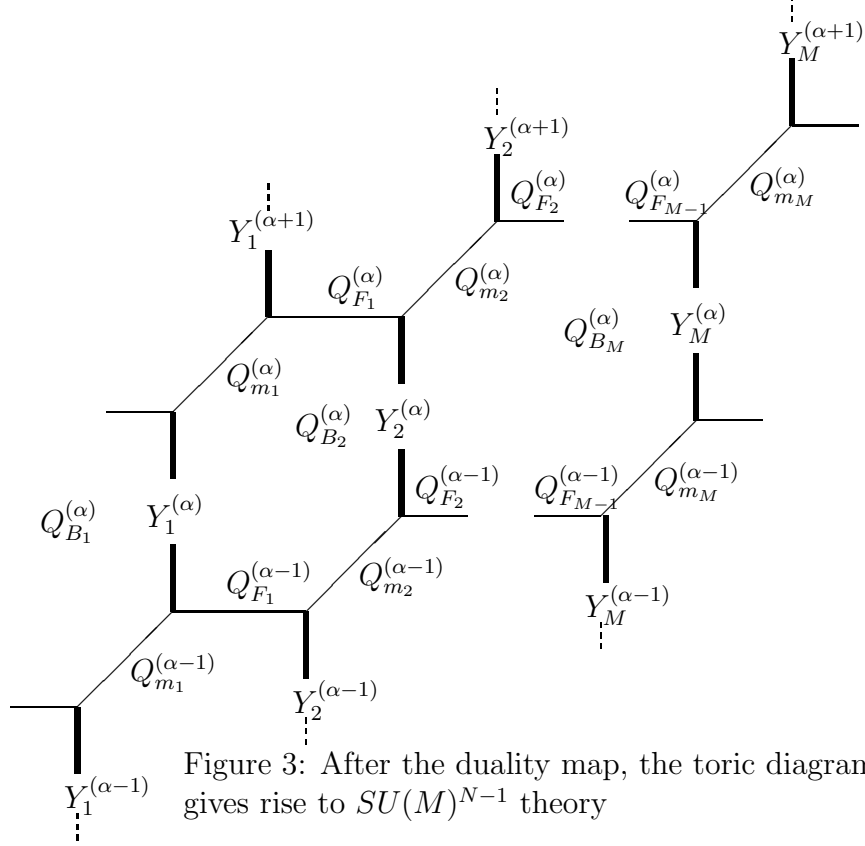 Y_M^{(α+1)}
Y_2^{(α+1)}
Q_{F_2}^{(α)} Q_{F_{M-1}}^{(α)} Q_{m_M}^{(α)}
Y_1^{(α+1)}
Q_{F_1}^{(α)} Q_{m_2}^{(α)}
Q_{B_M}^{(α)} Y_M^{(α)}
Q_{m_1}^{(α)}
Q_{B_2}^{(α)} Y_2^{(α)}
Q_{F_2}^{(α-1)} Q_{F_{M-1}}^{(α-1)} Q_{m_M}^{(α-1)}
Q_{B_1}^{(α)} Y_1^{(α)}
Q_{F_1}^{(α-1)} Q_{m_2}^{(α-1)}
Y_M^{(α-1)}
Q_{m_1}^{(α-1)}
Y_2^{(α-1)}
Y_1^{(α-1)}
Figure 3: After the duality map, the toric diagram
gives rise to SU(M)^{N-1} theory